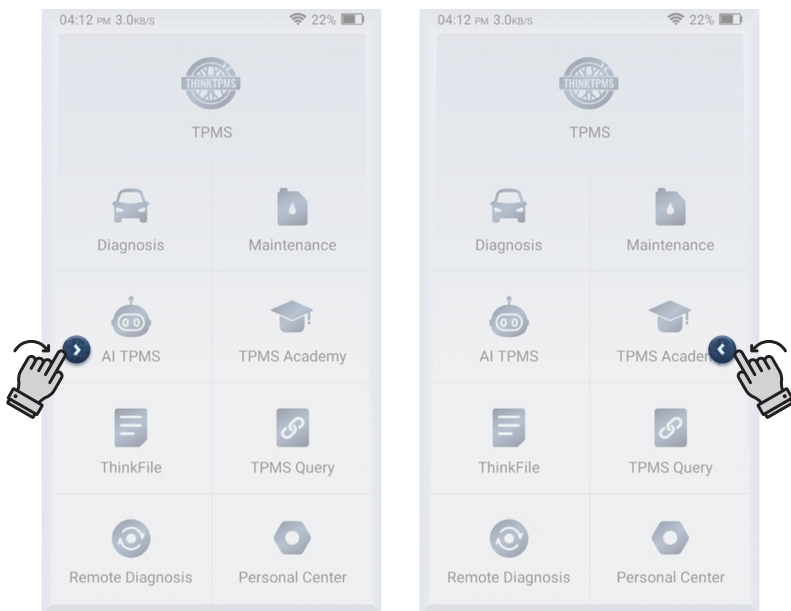 04:12 PM 3.0KB/S 22%
THINKTPMS
TPMS
Diagnosis Maintenance
AI TPMS TPMS Academy
ThinkFile TPMS Query
Remote Diagnosis Personal Center
04:12 PM 3.0KB/S 22%
THINKTPMS
TPMS
Diagnosis Maintenance
AI TPMS TPMS Acade
ThinkFile TPMS Query
Remote Diagnosis Personal Center